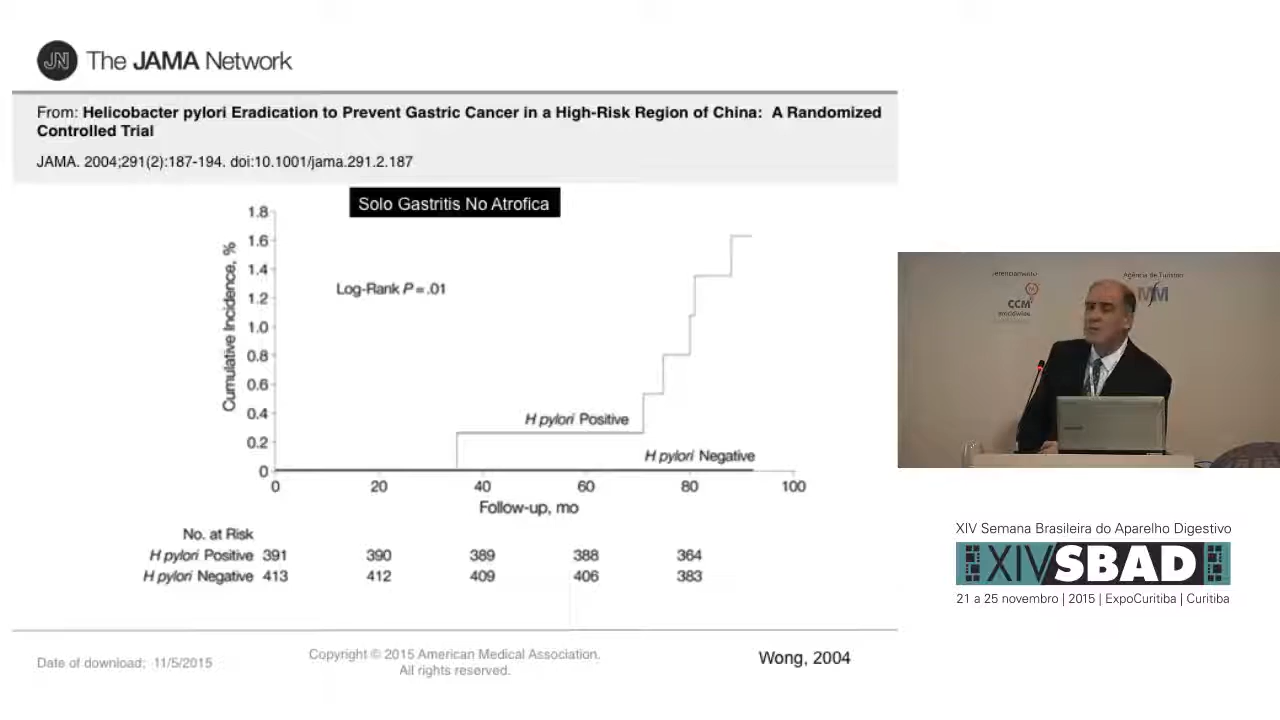 JN The JAMA Network
From: Helicobacter pylori Eradication to Prevent Gastric Cancer in a High-Risk Region of China: A Randomized
Controlled Trial
JAMA. 2004;291(2):187-194. doi:10.1001/jama.291.2.187
Solo Gastritis No Atrofica
1.8
1.6
1.4
1.2
1.0
0.8
0.6
0.4
0.2
0
Cumulative Incidence, %
Log-Rank P = .01
H pylori Positive
H pylori Negative
0 20 40 60 80 100
Follow-up, mo
No. at Risk
H pylori Positive 391 390 389 388 364
H pylori Negative 413 412 409 406 383
Date of download: 11/5/2015
Copyright © 2015 American Medical Association.
All rights reserved.
Wong, 2004
Agência de Turismo
CCM
worldwide
XIV Semana Brasileira do Aparelho Digestivo
XIV SBAD
21 a 25 novembro | 2015 | ExpoCuritiba | Curitiba